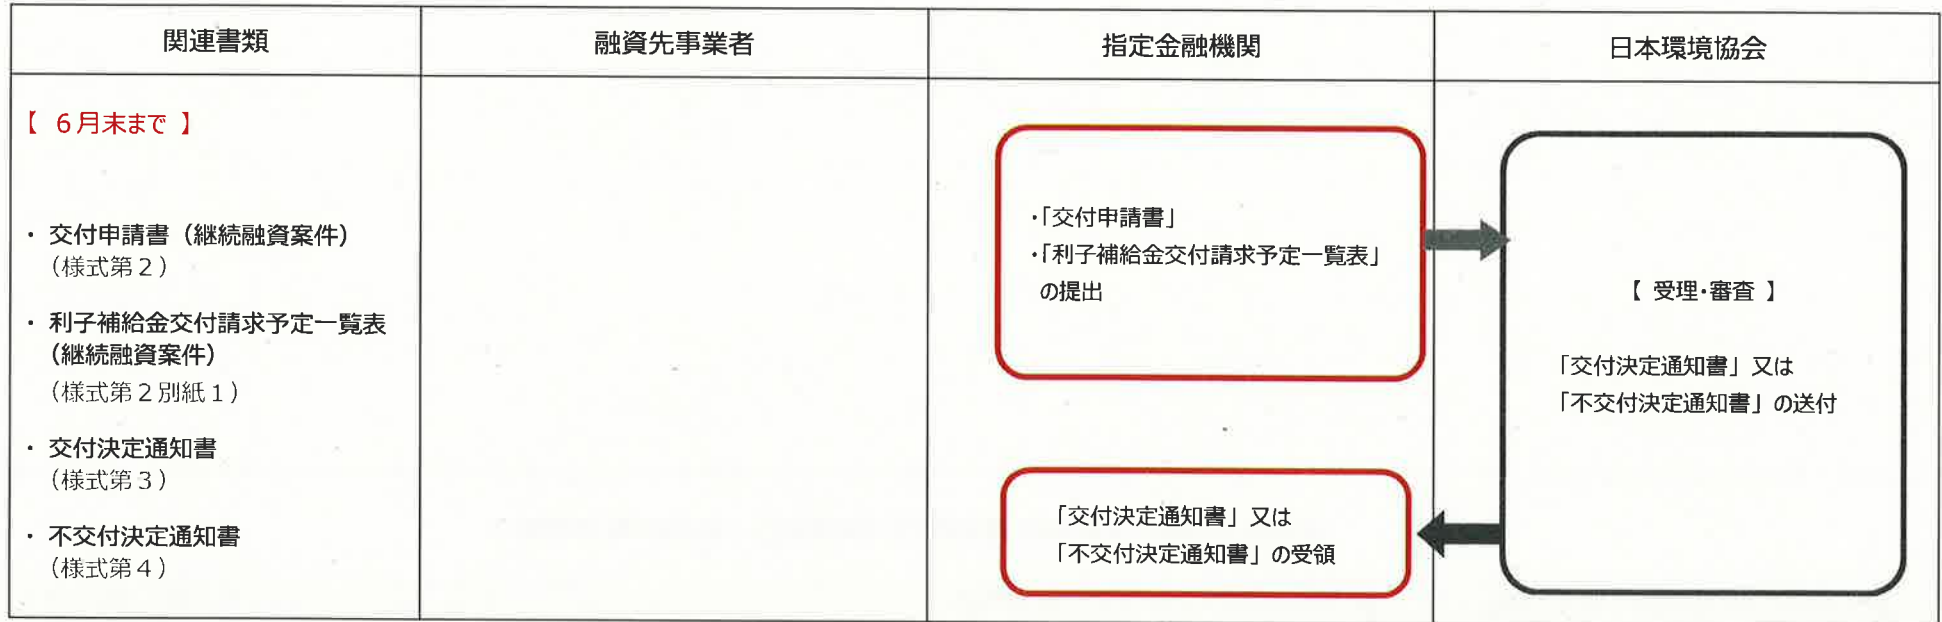 関連書類
融資先事業者
指定金融機関
日本環境協会
【 6月末まで 】
・ 交付申請書（継続融資案件）
（様式第２）
・ 利子補給金交付請求予定一覧表
（継続融資案件）
（様式第２別紙１）
・ 交付決定通知書
（様式第３）
・ 不交付決定通知書
（様式第４）
・「交付申請書」
・「利子補給金交付請求予定一覧表」
の提出
「交付決定通知書」又は
「不交付決定通知書」の受領
【 受理・審査 】
「交付決定通知書」又は
「不交付決定通知書」の送付